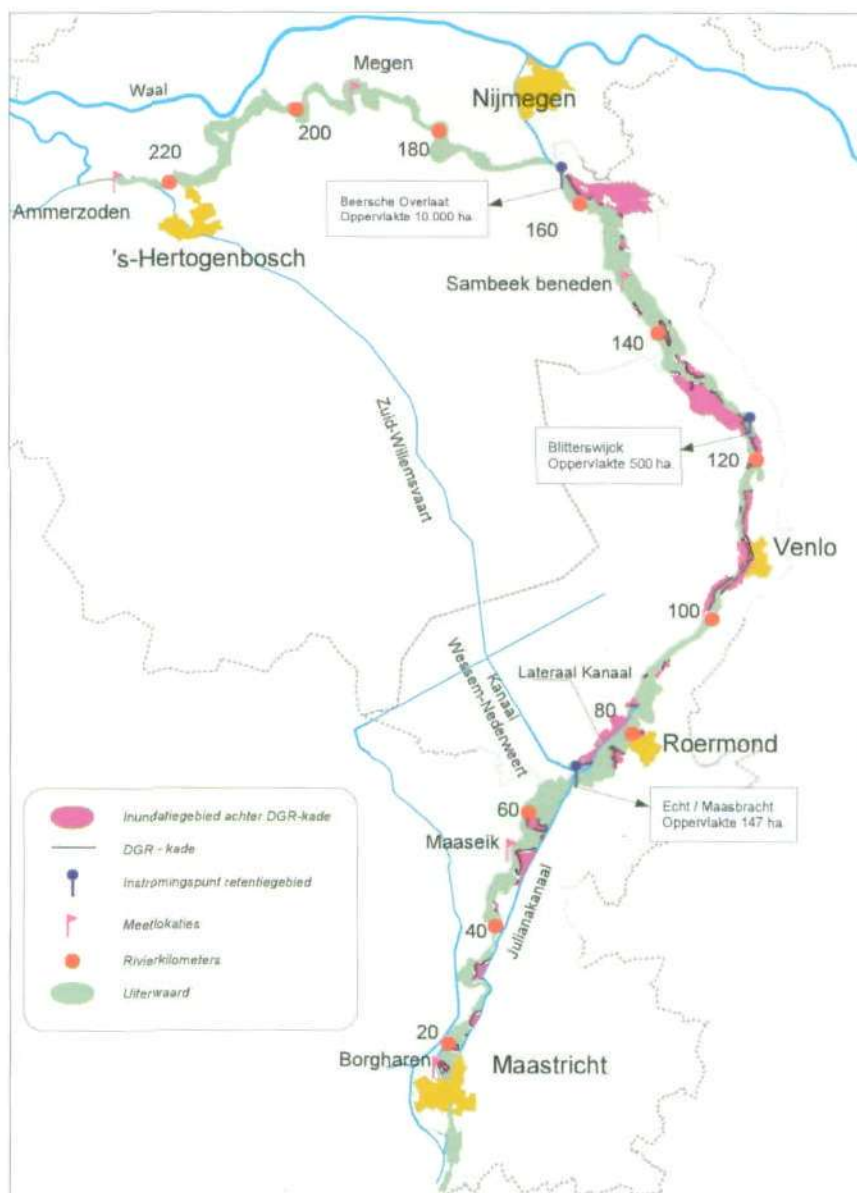 Megen
Waal
Nijmegen
200
180
220
Ammerzoden
Beersche Overlaat
Oppervlakte 10.000 ha.
160
's-Hertogenbosch
Sambeek beneden
140
Zuid-Willemsvaart
Blitterswijck
Oppervlakte 500 ha.
120
Venlo
100
Kanaal
Wessem-Nederweert
Lateraal Kanaal
80
Roermond
60
Echt / Maasbracht
Oppervlakte 147 ha.
Maaseik
Julianakanaal
40
20
Borgharen
Maastricht
Inundatiegebied achter DGR-kade
DGR - kade
Instromingspunt retentiegebied
Meetlokaties
Rivierkilometers
Uiterwaard